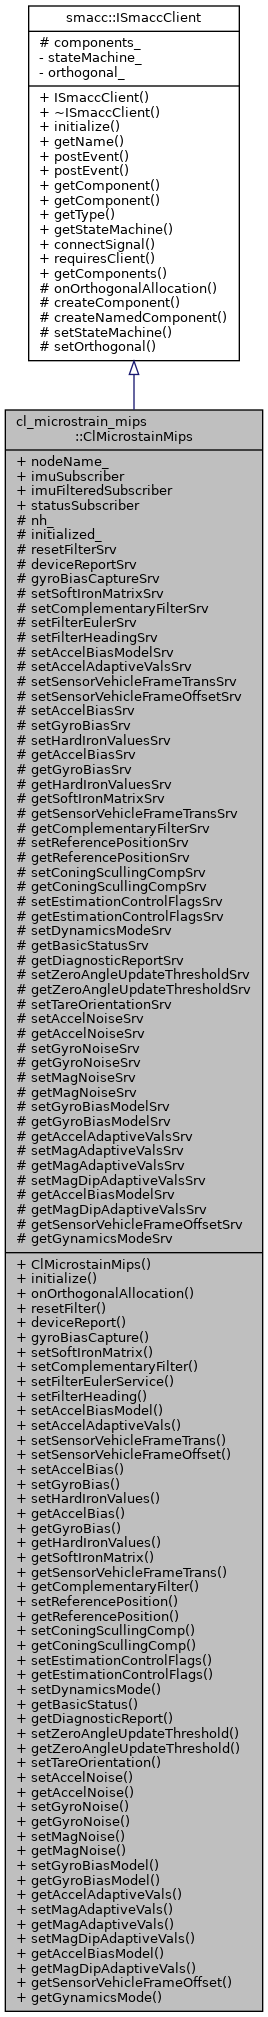 smacc::ISmaccClient
# components_
- stateMachine_
- orthogonal_
+ ISmaccClient()
+ ~ISmaccClient()
+ initialize()
+ getName()
+ postEvent()
+ postEvent()
+ getComponent()
+ getComponent()
+ getType()
+ getStateMachine()
+ connectSignal()
+ requiresClient()
+ getComponents()
# onOrthogonalAllocation()
# createComponent()
# createNamedComponent()
# setStateMachine()
# setOrthogonal()
cl_microstrain_mips
::ClMicrostainMips
+ nodeName_
+ imuSubscriber
+ imuFilteredSubscriber
+ statusSubscriber
# nh_
# initialized_
# resetFilterSrv
# deviceReportSrv
# gyroBiasCaptureSrv
# setSoftIronMatrixSrv
# setComplementaryFilterSrv
# setFilterEulerSrv
# setFilterHeadingSrv
# setAccelBiasModelSrv
# setAccelAdaptiveValsSrv
# setSensorVehicleFrameTransSrv
# setSensorVehicleFrameOffsetSrv
# setAccelBiasSrv
# setGyroBiasSrv
# setHardIronValuesSrv
# getAccelBiasSrv
# getGyroBiasSrv
# getHardIronValuesSrv
# getSoftIronMatrixSrv
# getSensorVehicleFrameTransSrv
# getComplementaryFilterSrv
# setReferencePositionSrv
# getReferencePositionSrv
# setConingScullingCompSrv
# getConingScullingCompSrv
# setEstimationControlFlagsSrv
# getEstimationControlFlagsSrv
# setDynamicsModeSrv
# getBasicStatusSrv
# getDiagnosticReportSrv
# setZeroAngleUpdateThresholdSrv
# getZeroAngleUpdateThresholdSrv
# setTareOrientationSrv
# setAccelNoiseSrv
# getAccelNoiseSrv
# setGyroNoiseSrv
# getGyroNoiseSrv
# setMagNoiseSrv
# getMagNoiseSrv
# setGyroBiasModelSrv
# getGyroBiasModelSrv
# getAccelAdaptiveValsSrv
# setMagAdaptiveValsSrv
# getMagAdaptiveValsSrv
# setMagDipAdaptiveValsSrv
# getAccelBiasModelSrv
# getMagDipAdaptiveValsSrv
# getSensorVehicleFrameOffsetSrv
# getGynamicsModeSrv
+ ClMicrostainMips()
+ initialize()
+ onOrthogonalAllocation()
+ resetFilter()
+ deviceReport()
+ gyroBiasCapture()
+ setSoftIronMatrix()
+ setComplementaryFilter()
+ setFilterEulerService()
+ setFilterHeading()
+ setAccelBiasModel()
+ setAccelAdaptiveVals()
+ setSensorVehicleFrameTrans()
+ setSensorVehicleFrameOffset()
+ setAccelBias()
+ setGyroBias()
+ setHardIronValues()
+ getAccelBias()
+ getGyroBias()
+ getHardIronValues()
+ getSoftIronMatrix()
+ getSensorVehicleFrameTrans()
+ getComplementaryFilter()
+ setReferencePosition()
+ getReferencePosition()
+ setConingScullingComp()
+ getConingScullingComp()
+ setEstimationControlFlags()
+ getEstimationControlFlags()
+ setDynamicsMode()
+ getBasicStatus()
+ getDiagnosticReport()
+ setZeroAngleUpdateThreshold()
+ getZeroAngleUpdateThreshold()
+ setTareOrientation()
+ setAccelNoise()
+ getAccelNoise()
+ setGyroNoise()
+ getGyroNoise()
+ setMagNoise()
+ getMagNoise()
+ setGyroBiasModel()
+ getGyroBiasModel()
+ getAccelAdaptiveVals()
+ setMagAdaptiveVals()
+ getMagAdaptiveVals()
+ setMagDipAdaptiveVals()
+ getAccelBiasModel()
+ getMagDipAdaptiveVals()
+ getSensorVehicleFrameOffset()
+ getGynamicsMode()